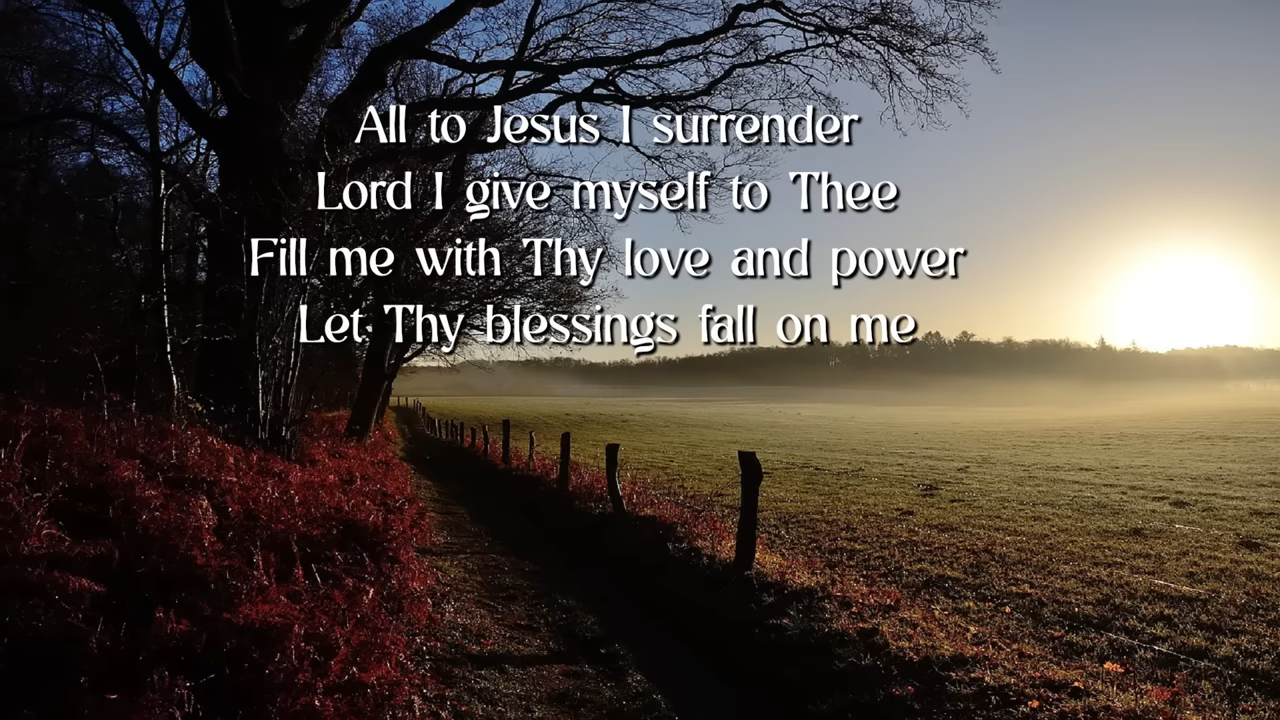 All to Jesus I surrender
Lord I give myself to Thee
Fill me with Thy love and power
Let Thy blessings fall on me